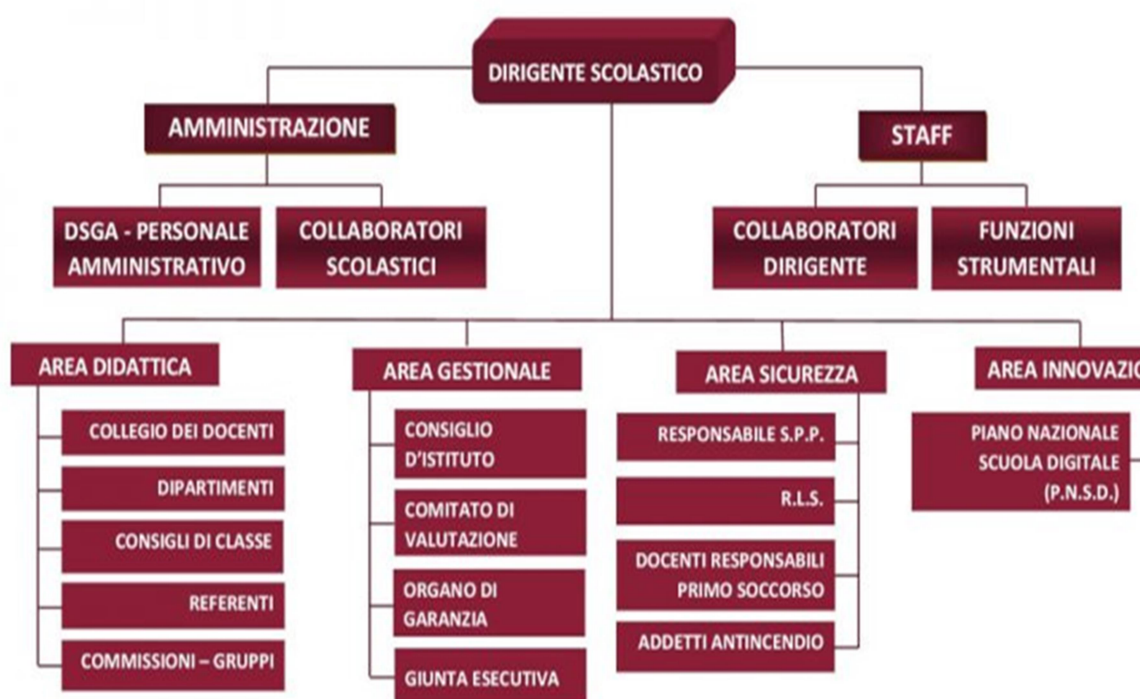 DIRIGENTE SCOLASTICO
AMMINISTRAZIONE
STAFF
DSGA - PERSONALE
AMMINISTRATIVO
COLLABORATORI
SCOLASTICI
COLLABORATORI
DIRIGENTE
FUNZIONI
STRUMENTALI
AREA DIDATTICA
COLLEGIO DEI DOCENTI
DIPARTIMENTI
CONSIGLI DI CLASSE
REFERENTI
COMMISSIONI – GRUPPI
AREA GESTIONALE
CONSIGLIO
D'ISTITUTO
COMITATO DI
VALUTAZIONE
ORGANO DI
GARANZIA
GIUNTA ESECUTIVA
AREA SICUREZZA
RESPONSABILE S.P.P.
R.L.S.
DOCENTI RESPONSABILI
PRIMO SOCCORSO
ADDETTI ANTINCENDIO
AREA INNOVAZIO
PIANO NAZIONALE
SCUOLA DIGITALE
(P.N.S.D.)